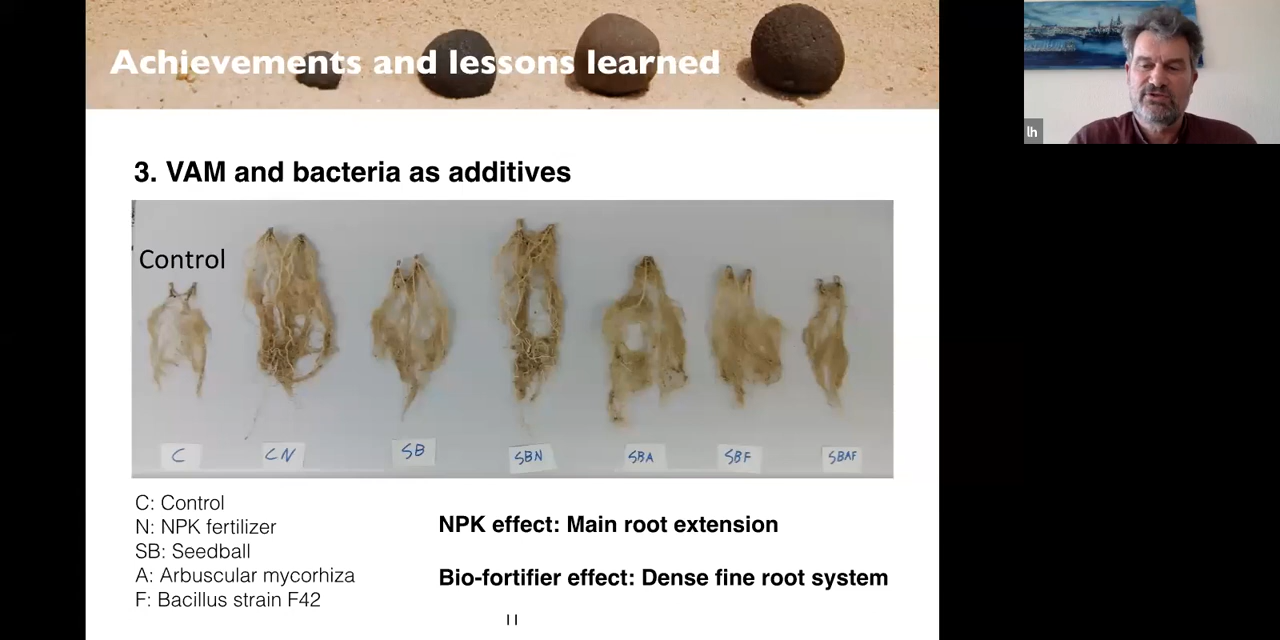 Achievements and lessons learned
lh
3. VAM and bacteria as additives
Control
C
CN
SB
SBN
SBA
SBF
SBAF
C: Control
N: NPK fertilizer
SB: Seedball
A: Arbuscular mycorhiza
F: Bacillus strain F42
NPK effect: Main root extension
Bio-fortifier effect: Dense fine root system
11